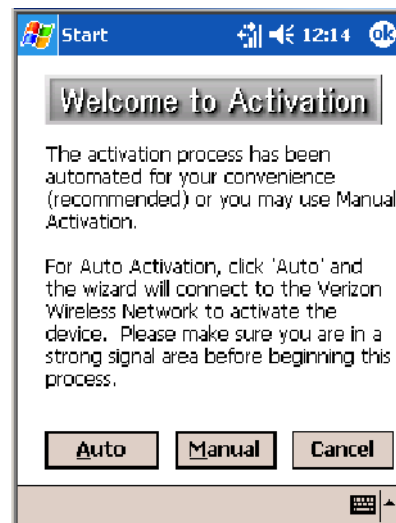 Start 12:14 ok
Welcome to Activation
The activation process has been
automated for your convenience
(recommended) or you may use Manual
Activation.
For Auto Activation, click 'Auto' and
the wizard will connect to the Verizon
Wireless Network to activate the
device.  Please make sure you are in a
strong signal area before beginning this
process.
Auto Manual Cancel